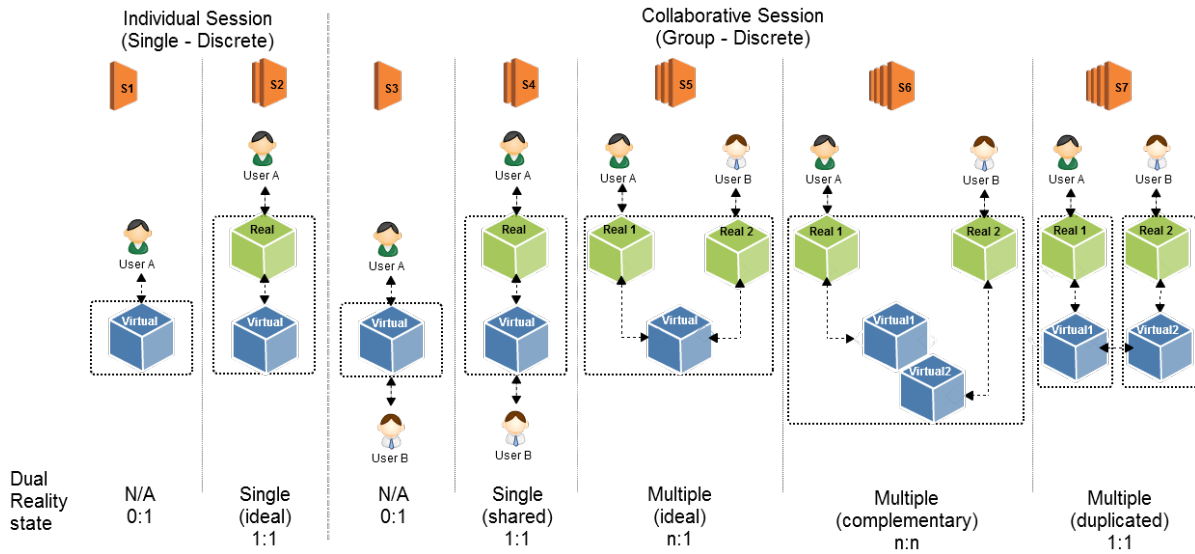 Individual Session
(Single - Discrete)
Collaborative Session
(Group - Discrete)
S1
S2
S3
S4
S5
S6
S7
User A
User A
User B
User A
User B
User A
User B
User A
Real
Real
Real 1
Real 2
Real 1
Real 2
Real 1
Real 2
User A
User A
Virtual
Virtual
Virtual
Virtual
Virtual
Virtual1
Virtual2
Virtual1
Virtual2
User B
User B
Dual
Reality
state
N/A
0:1
Single
(ideal)
1:1
N/A
0:1
Single
(shared)
1:1
Multiple
(ideal)
n:1
Multiple
(complementary)
n:n
Multiple
(duplicated)
1:1